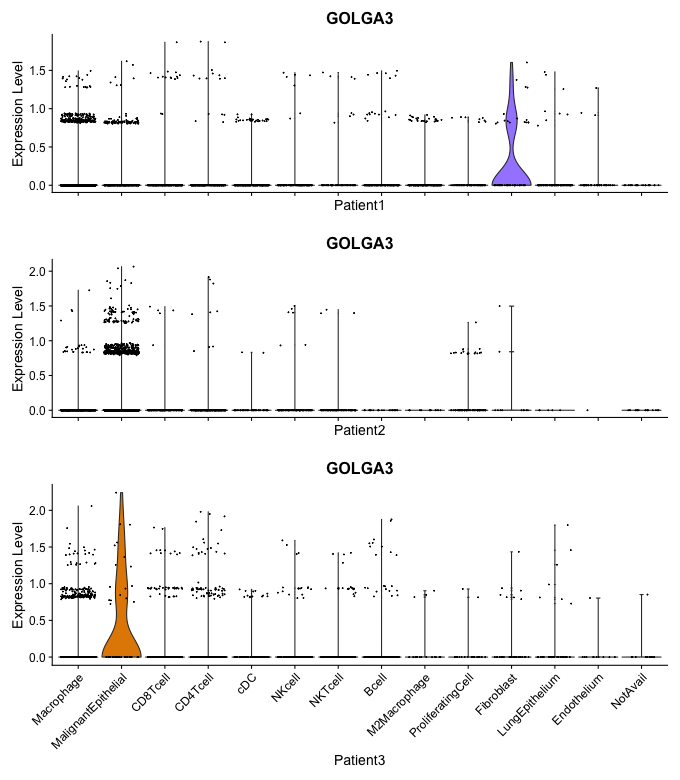 GOLGA3
Expression Level
1.5
1.0
0.5
0.0
Patient1
GOLGA3
Expression Level
2.0
1.5
1.0
0.5
0.0
Patient2
GOLGA3
Expression Level
2.0
1.5
1.0
0.5
0.0
Macrophage
MalignantEpithelial
CD8Tcell
CD4Tcell
cDC
NKcell
NKTcell
Bcell
M2Macrophage
ProliferatingCell
Fibroblast
LungEpithelium
Endothelium
NotAvail
Patient3